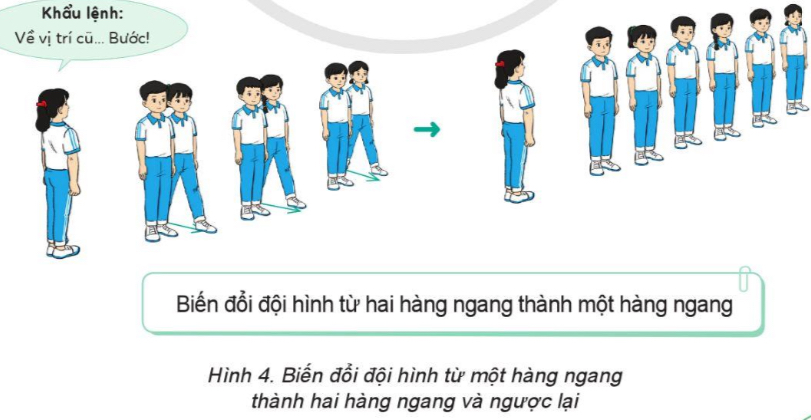 Khẩu lệnh:
Về vị trí cũ... Bước!
Biến đổi đội hình từ hai hàng ngang thành một hàng ngang
Hình 4. Biến đổi đội hình từ một hàng ngang
thành hai hàng ngang và ngược lại